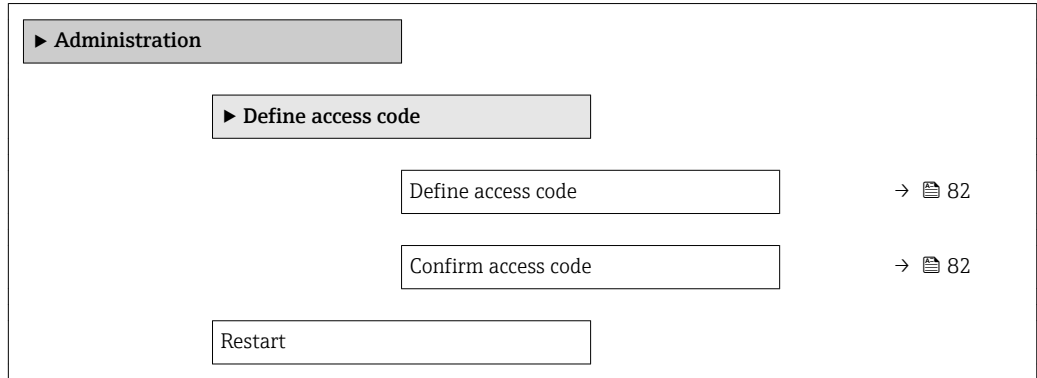 ▶ Administration
▶ Define access code
Define access code → 82
Confirm access code → 82
Restart